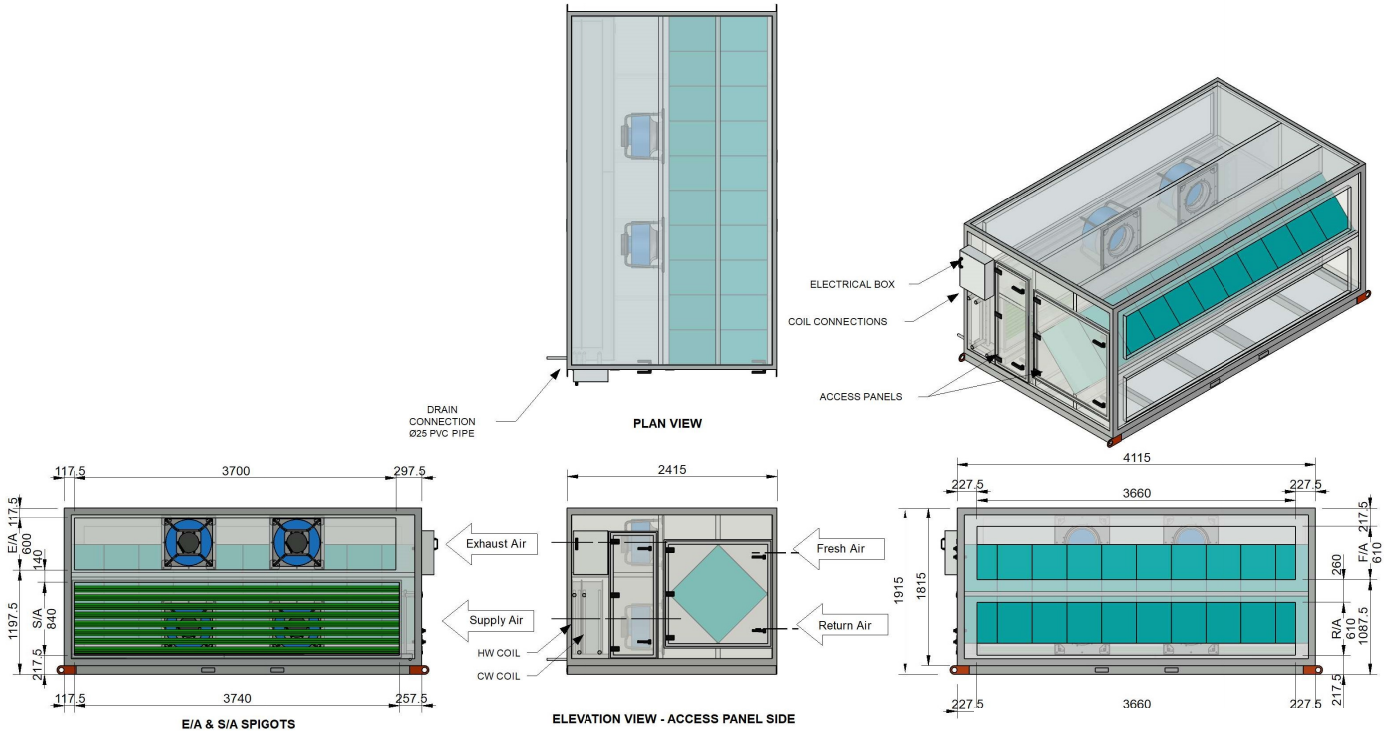 ELECTRICAL BOX
COIL CONNECTIONS
ACCESS PANELS
DRAIN
CONNECTION
Ø25 PVC PIPE
PLAN VIEW
117.5
3700
297.5
117.5
E/A
600
140
1197.5
S/A
840
217.5
117.5
3740
257.5
E/A & S/A SPIGOTS
2415
Exhaust Air
Supply Air
Fresh Air
Return Air
HW COIL
CW COIL
ELEVATION VIEW - ACCESS PANEL SIDE
4115
227.5
3660
227.5
1915
1815
217.5
F/A
610
260
R/A
610
1087.5
217.5
227.5
3660
227.5